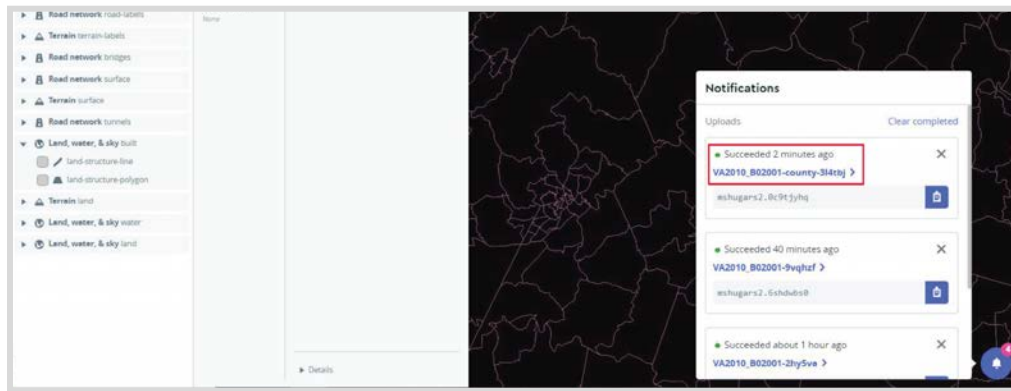 Road network road-labels
Terrain terrain-labels
Road network bridges
Road network surface
Terrain surface
Road network tunnels
Land, water, & sky built
land-structure-line
land-structure-polygon
Terrain land
Land, water, & sky water
Land, water, & sky land
None
Details
Notifications
Uploads
Clear completed
Succeeded 2 minutes ago
VA2010_B02001-county-3l4tbj
mshugars2.0c9tjyhq
Succeeded 40 minutes ago
VA2010_B02001-9vqhzf
mshugars2.6shdwbs0
Succeeded about 1 hour ago
VA2010_B02001-2hy5va
4